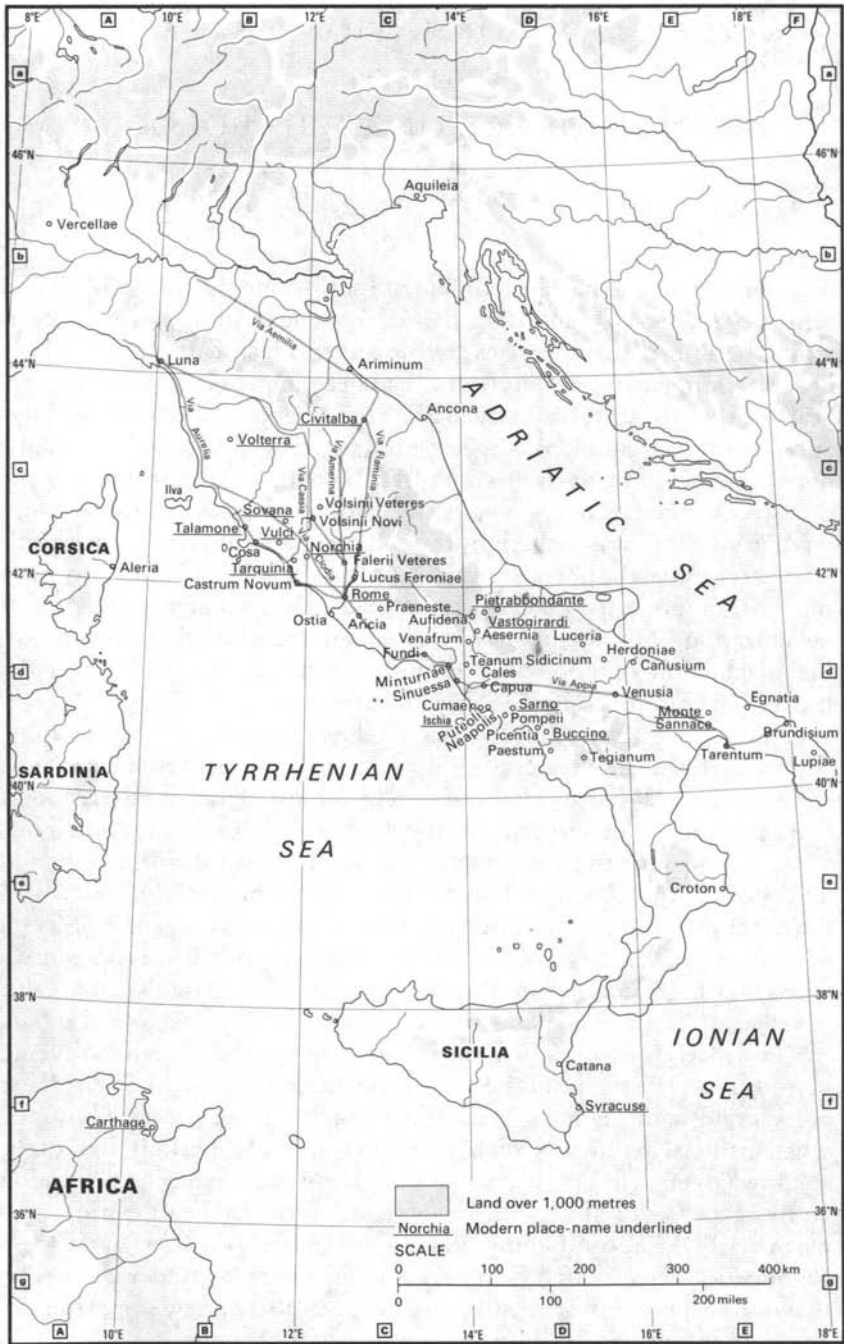 8°E
A
10°E
B
12°E
C
14°E
D
16°E
E
18°E
F
a
a
46°N
46°N
Aquileia
Vercellae
b
b
Via Aemilia
44°N
44°N
Luna
Ariminum
ADRIATIC SEA
Civitalba
Ancona
Via Aurelia
Volterra
Via Cassia
Via Amerina
Via Flaminia
c
c
Ilva
Sovana
Volsinii Veteres
Volsinii Novi
Talamone
Vulci
Via Clodia
Norchia
CORSICA
Cosa
Falerii Veteres
Aleria
Tarquinia
42°N
42°N
Castrum Novum
Lucus Feroniae
Rome
Praeneste
Pietrabbondante
Ostia
Aricia
Aufidena
Vastogirardi
Aesernia
Venafrum
Luceria
Fundi
Herdoniae
d
d
Teanum Sidicinum
Canusium
Minturnae
Cales
Sinuessa
Capua
Via Appia
Venusia
Egnatia
Cumae
Sarno
Monte Sannace
Ischia
Puteoli
Neapolis
Pompeii
Brundisium
Picentia
Buccino
Paestum
Tarentum
Tegianum
Lupiae
SARDINIA
TYRRHENIAN
40°N
40°N
SEA
e
e
Croton
38°N
38°N
IONIAN
SICILIA
SEA
Catana
f
f
Syracuse
Carthage
AFRICA
Land over 1,000 metres
Norchia Modern place-name underlined
36°N
36°N
SCALE
0 100 200 300 400 km
g
g
0 100 200 miles
A
10°E
B
12°E
C
14°E
D
16°E
E